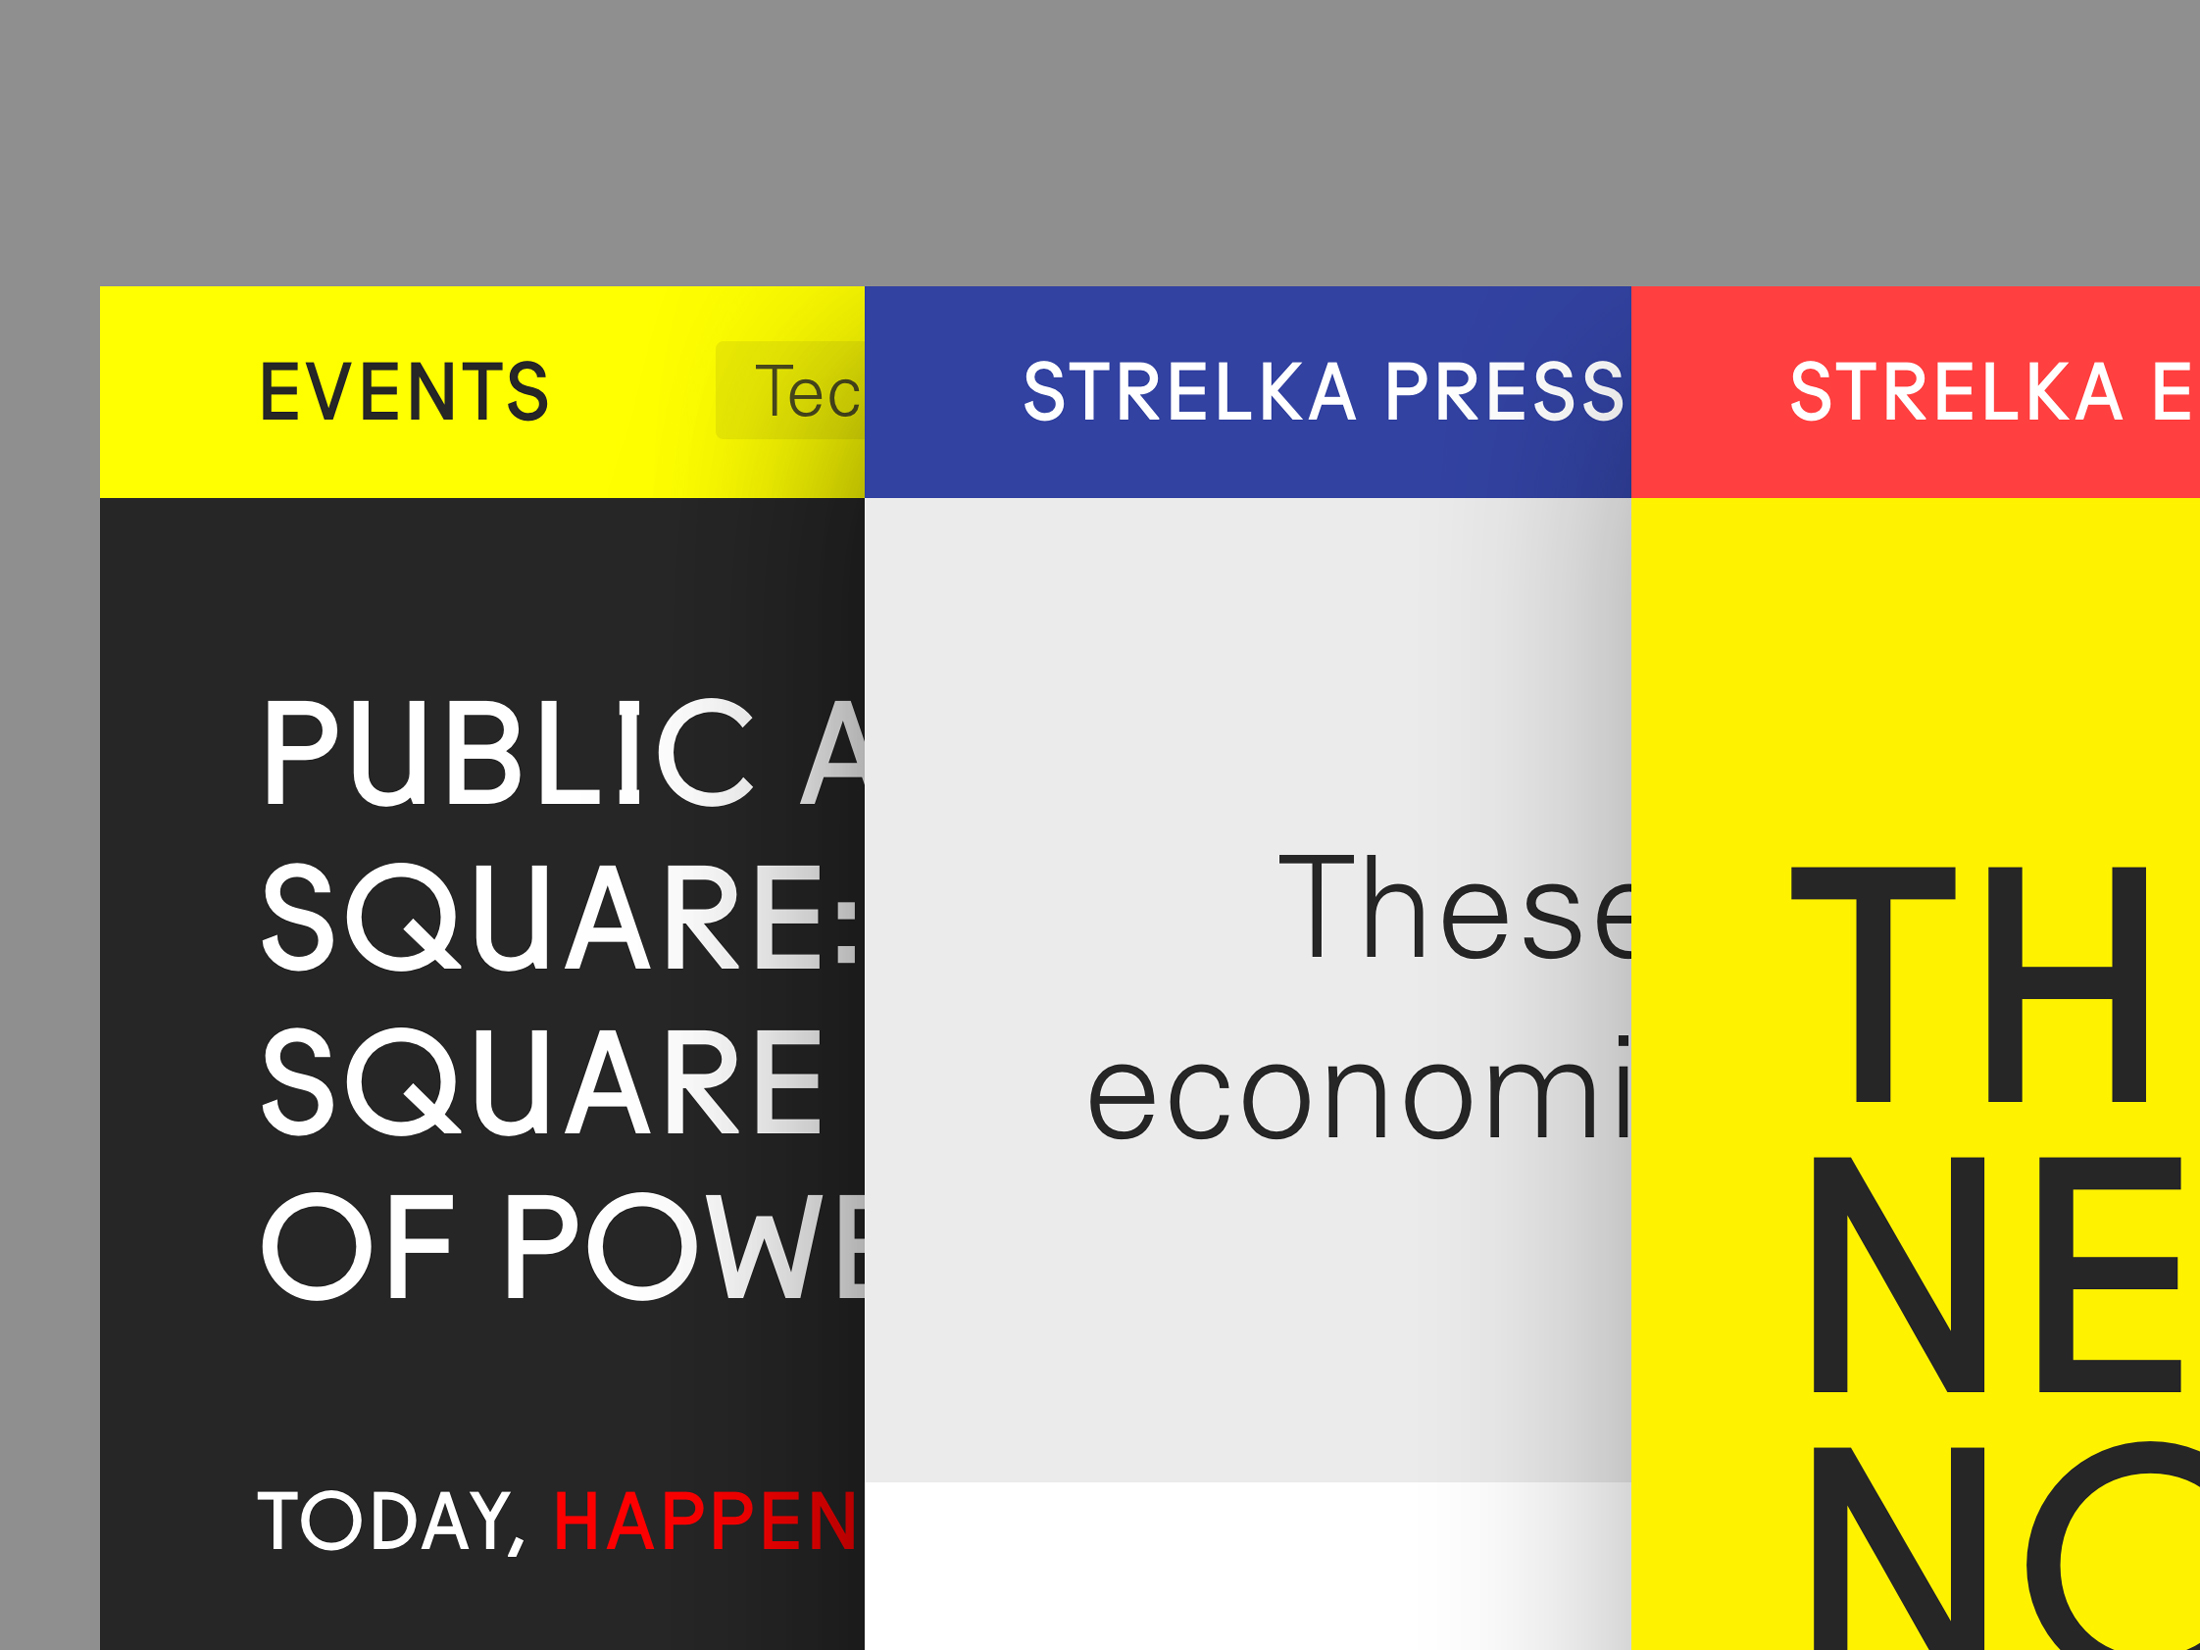 EVENTS
Tec
PUBLIC A
SQUARE:
SQUARE
OF POWE
TODAY, HAPPEN
STRELKA PRESS
These
economi
STRELKA E
TH
NE
NO